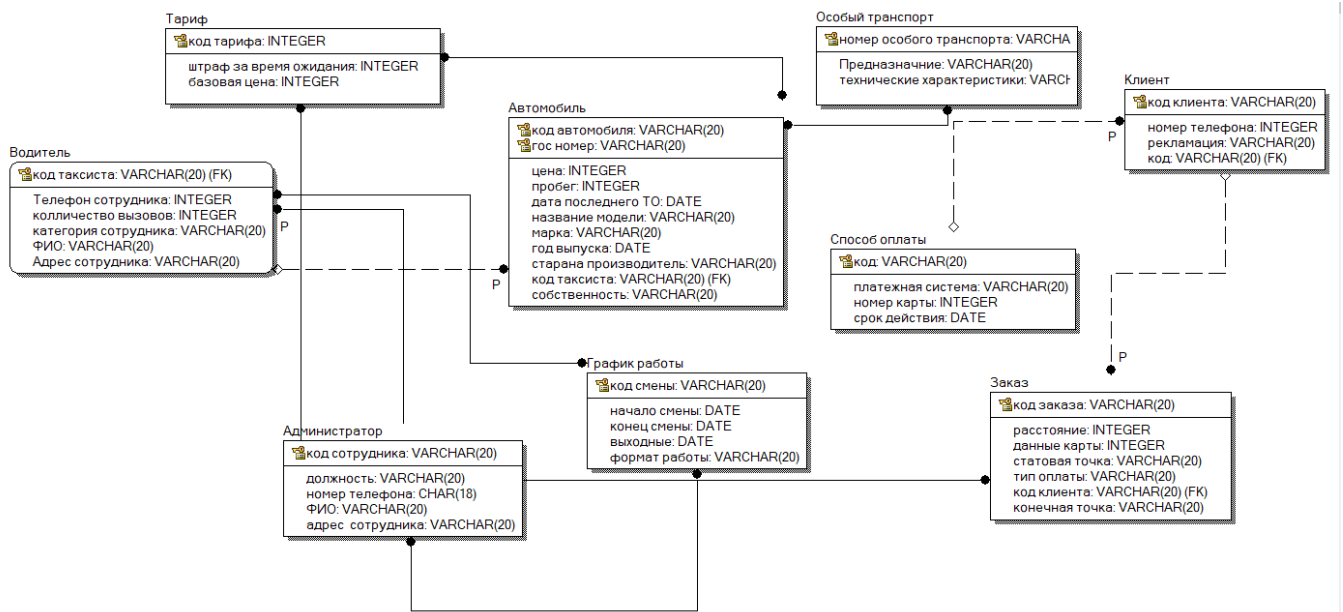 Тариф
код тарифа: INTEGER
штраф за время ожидания: INTEGER
базовая цена: INTEGER
Особый транспорт
номер особого транспорта: VARCHA
Предназначние: VARCHAR(20)
технические характеристики: VARCH
Клиент
код клиента: VARCHAR(20)
номер телефона: INTEGER
рекламация: VARCHAR(20)
код: VARCHAR(20) (FK)
P
Автомобиль
код автомобиля: VARCHAR(20)
гос номер: VARCHAR(20)
цена: INTEGER
пробег: INTEGER
дата последнего ТО: DATE
название модели: VARCHAR(20)
марка: VARCHAR(20)
год выпуска: DATE
старана производитель: VARCHAR(20)
код таксиста: VARCHAR(20) (FK)
собственность: VARCHAR(20)
Водитель
код таксиста: VARCHAR(20) (FK)
Телефон сотрудника: INTEGER
колличество вызовов: INTEGER
категория сотрудника: VARCHAR(20)
ФИО: VARCHAR(20)
Адрес сотрудника: VARCHAR(20)
P
P
Способ оплаты
код: VARCHAR(20)
платежная система: VARCHAR(20)
номер карты: INTEGER
срок действия: DATE
P
График работы
код смены: VARCHAR(20)
начало смены: DATE
конец смены: DATE
выходные: DATE
формат работы: VARCHAR(20)
Заказ
код заказа: VARCHAR(20)
расстояние: INTEGER
данные карты: INTEGER
статовая точка: VARCHAR(20)
тип оплаты: VARCHAR(20)
код клиента: VARCHAR(20) (FK)
конечная точка: VARCHAR(20)
Администратор
код сотрудника: VARCHAR(20)
должность: VARCHAR(20)
номер телефона: CHAR(18)
ФИО: VARCHAR(20)
адрес сотрудника: VARCHAR(20)